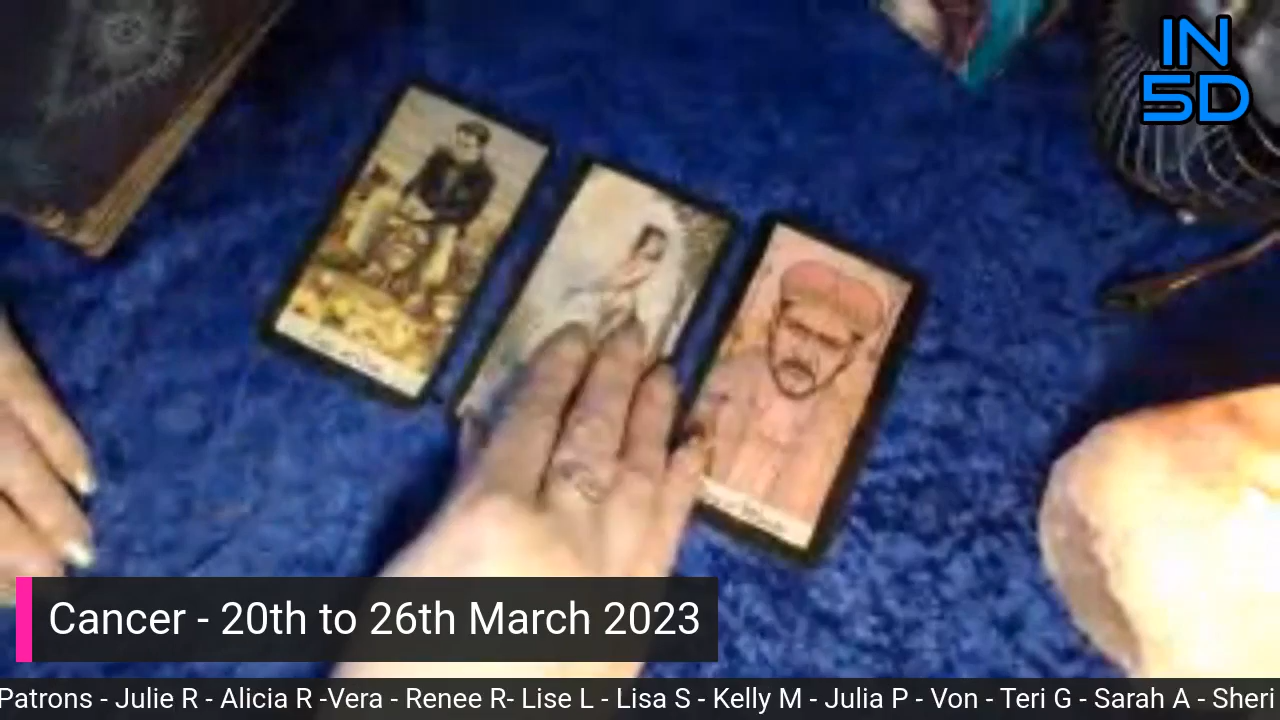 IN
5D
Cancer - 20th to 26th March 2023
Patrons - Julie R - Alicia R -Vera - Renee R- Lise L - Lisa S - Kelly M - Julia P - Von - Teri G - Sarah A - Sheri